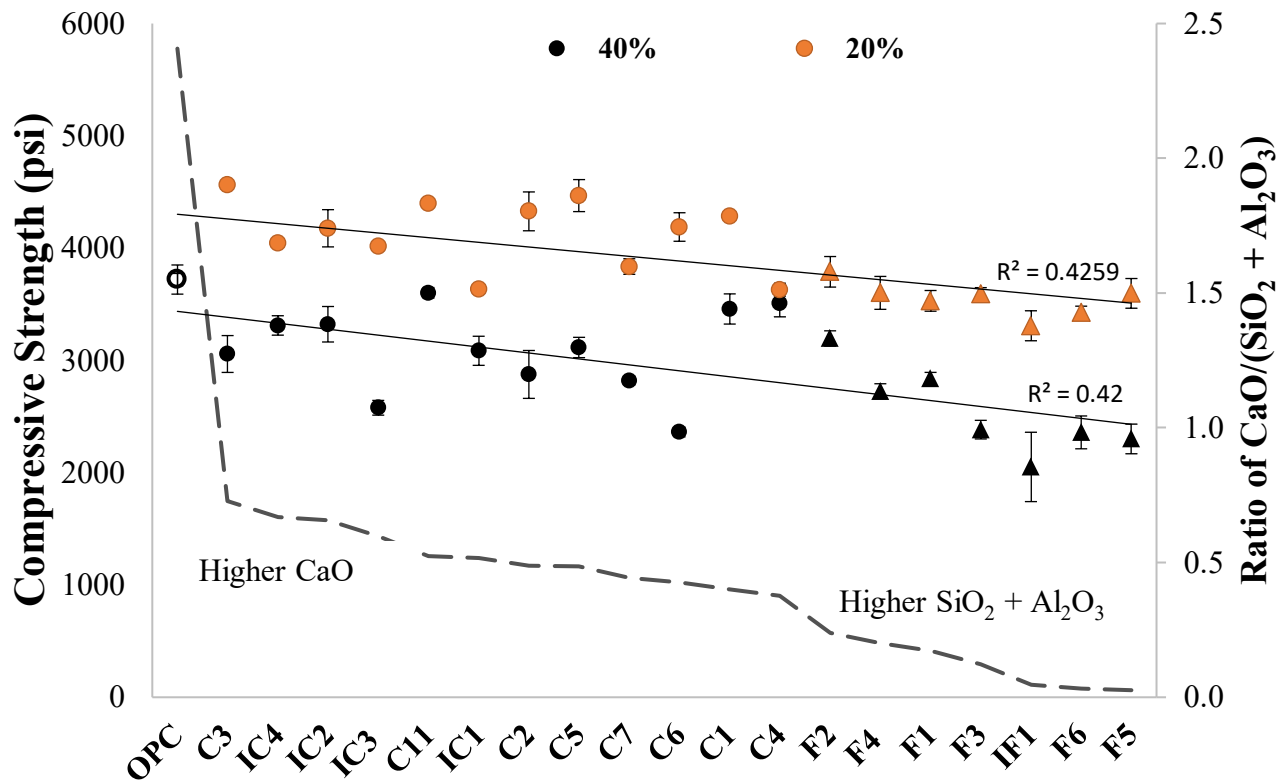 40%
20%
Compressive Strength (psi)
6000
5000
4000
3000
2000
1000
0
R² = 0.4259
R² = 0.42
Higher CaO
Higher SiO₂ + Al₂O₃
2.5
2.0
1.5
1.0
0.5
0.0
Ratio of CaO/(SiO₂ + Al₂O₃)
OPC
C3
IC4
IC2
IC3
C11
IC1
C2
C5
C7
C6
C1
C4
F2
F4
F1
F3
IF1
F6
F5